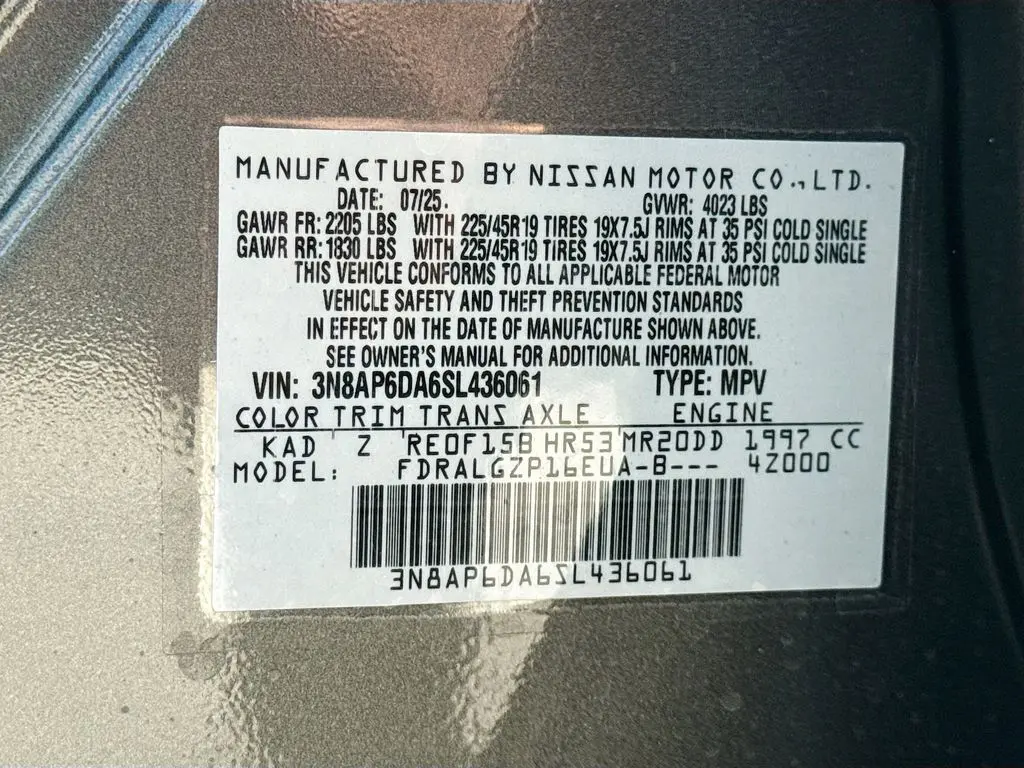 MANUFACTURED BY NISSAN MOTOR CO., LTD.
DATE: 07/25. GVWR: 4023 LBS
GAWR FR: 2205 LBS WITH 225/45R19 TIRES 19X7.5J RIMS AT 35 PSI COLD SINGLE
GAWR RR: 1830 LBS WITH 225/45R19 TIRES 19X7.5J RIMS AT 35 PSI COLD SINGLE
THIS VEHICLE CONFORMS TO ALL APPLICABLE FEDERAL MOTOR
VEHICLE SAFETY AND THEFT PREVENTION STANDARDS
IN EFFECT ON THE DATE OF MANUFACTURE SHOWN ABOVE.
SEE OWNER'S MANUAL FOR ADDITIONAL INFORMATION.
VIN: 3N8AP6DA6SL436061 TYPE: MPV
COLOR TRIM TRANS AXLE ENGINE
KAD Z RE0F15B HR53 MR20DD 1997 CC
MODEL: FDRALGZP16EUA-B--- 4Z000
3N8AP6DA6SL436061